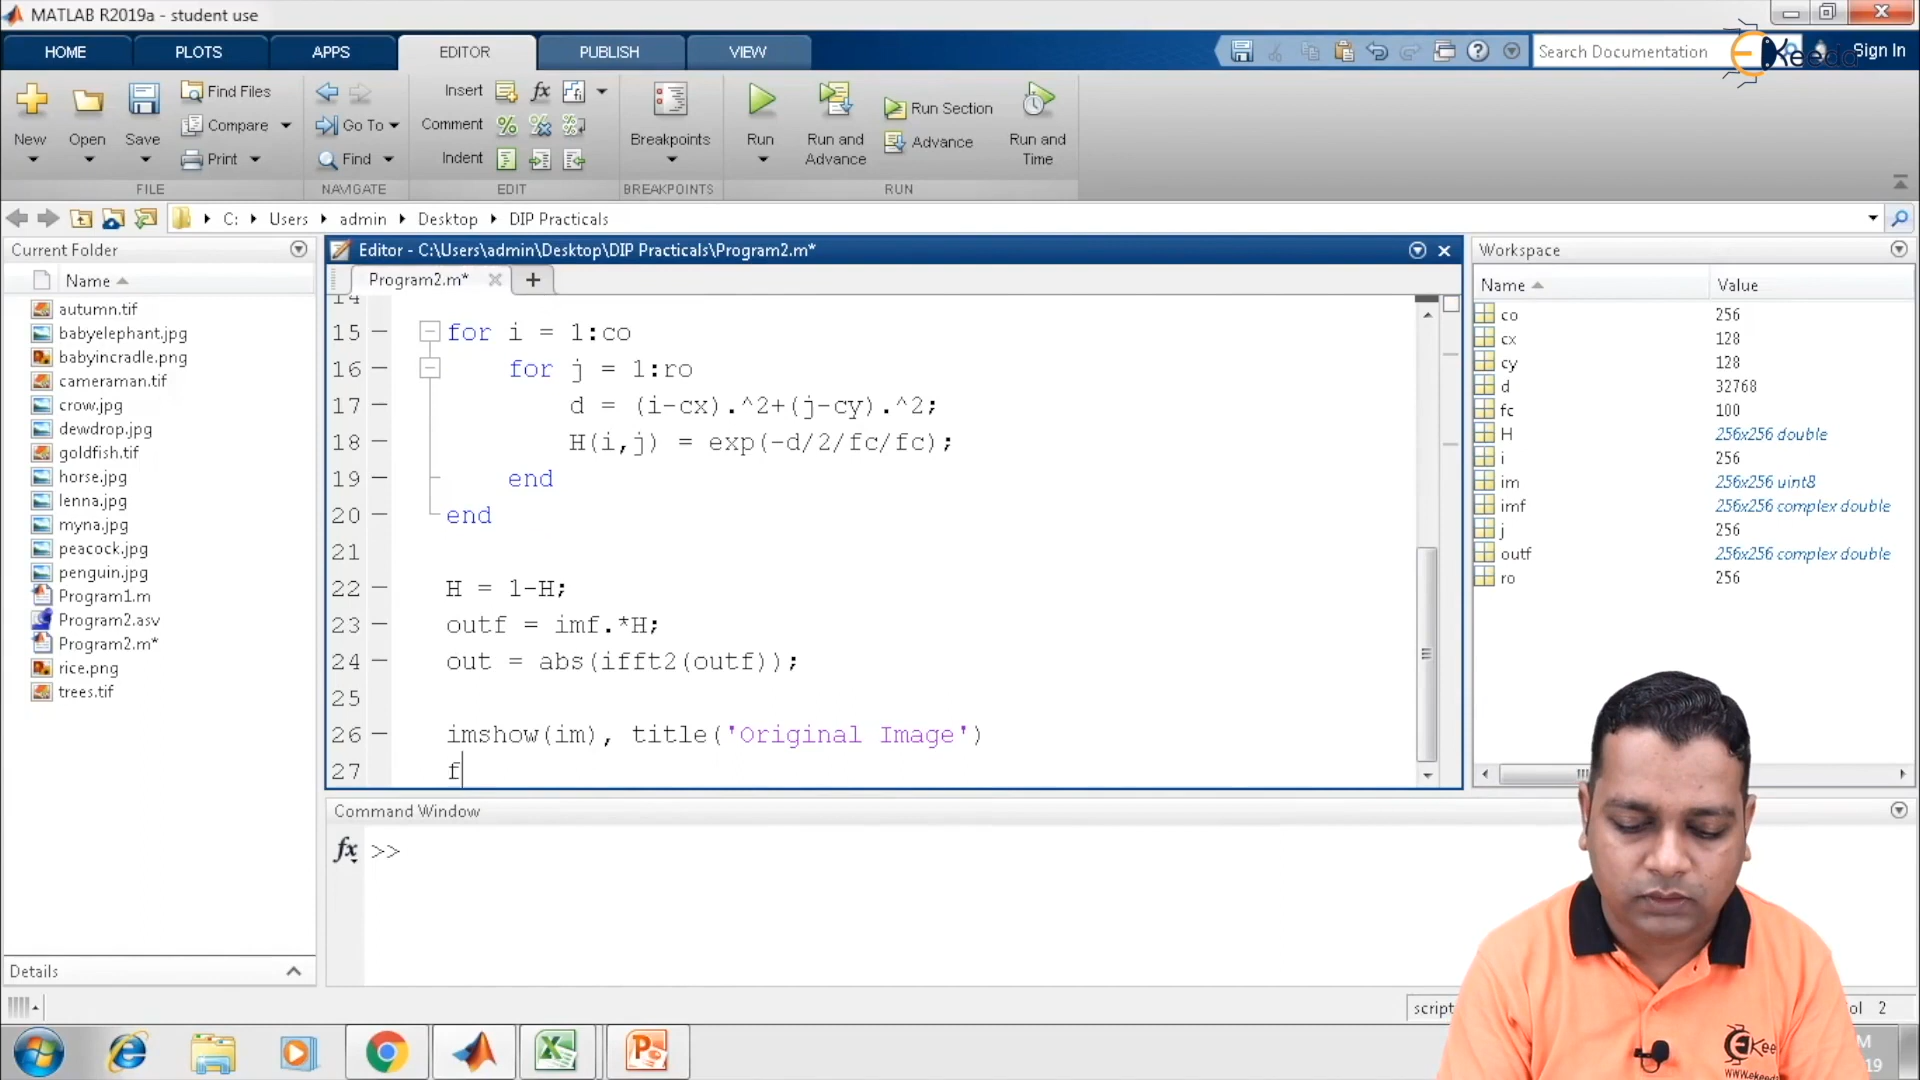 MATLAB R2019a - student use
HOME PLOTS APPS EDITOR PUBLISH VIEW
Search Documentation
Sign In
New
Open
Save
Find Files
Compare
Print
Go To
Find
Insert
Comment
Indent
Breakpoints
Run
Run and Advance
Run Section
Advance
Run and Time
FILE NAVIGATE EDIT BREAKPOINTS RUN
C: Users admin Desktop DIP Practicals
Current Folder
Name
autumn.tif
babyelephant.jpg
babyincradle.png
cameraman.tif
crow.jpg
dewdrop.jpg
goldfish.tif
horse.jpg
lenna.jpg
myna.jpg
peacock.jpg
penguin.jpg
Program1.m
Program2.asv
Program2.m*
rice.png
trees.tif
Details
Editor - C:\Users\admin\Desktop\DIP Practicals\Program2.m*
Program2.m*
14
15 for i = 1:co
16 for j = 1:ro
17 d = (i-cx).^2+(j-cy).^2;
18 H(i,j) = exp(-d/2/fc/fc);
19 end
20 end
21
22 H = 1-H;
23 outf = imf.*H;
24 out = abs(ifft2(outf));
25
26 imshow(im), title('Original Image')
27 f
Command Window
fx >>
Workspace
Name Value
co 256
cx 128
cy 128
d 32768
fc 100
H 256x256 double
i 256
im 256x256 uint8
imf 256x256 complex double
j 256
outf 256x256 complex double
ro 256
script
2